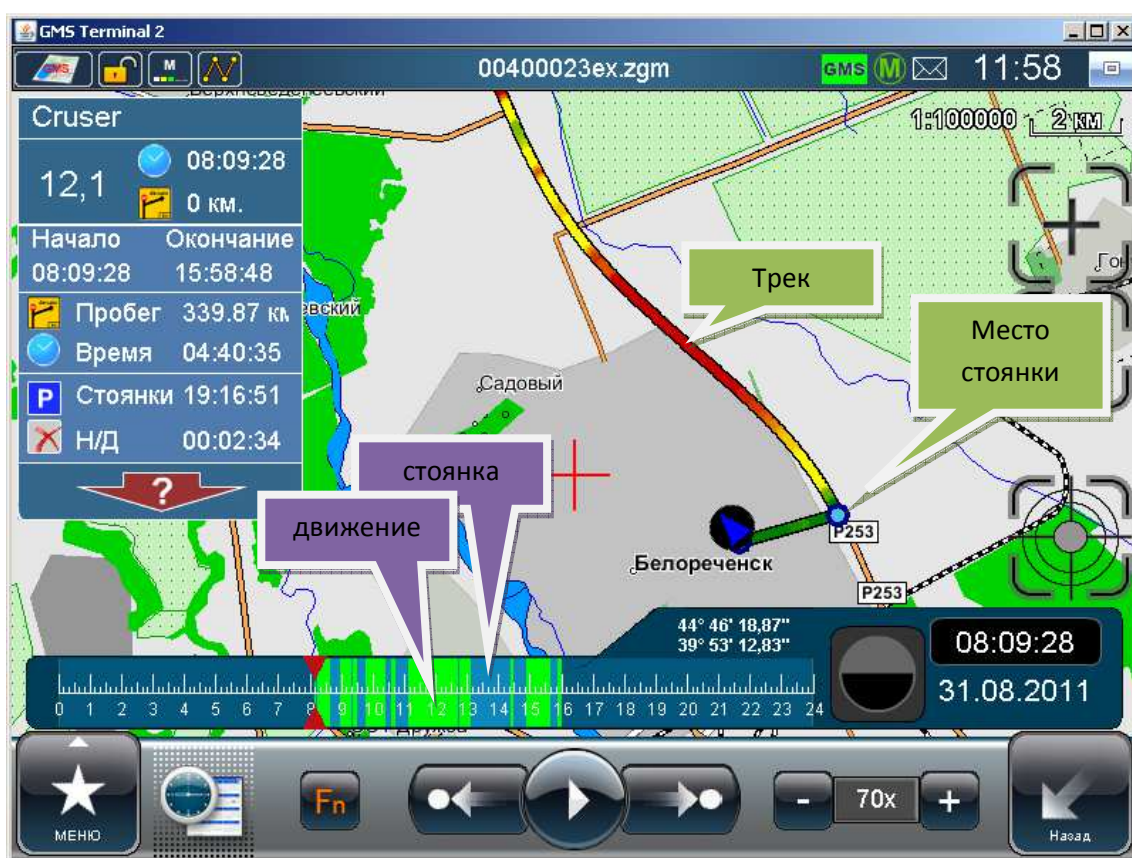 GMS Terminal 2
GMS
M
00400023ex.zgm
GMS
M
11:58
Cruser
12,1
08:09:28
0 км.
Начало Окончание
08:09:28 15:58:48
Пробег 339.87 км
Время 04:40:35
P Стоянки 19:16:51
Н/Д 00:02:34
?
1:100000 2 км
Трек
Место
стоянки
Садовый
стоянка
движение
Белореченск
P253
P253
44° 46' 18,87"
39° 53' 12,83"
0 1 2 3 4 5 6 7 8 9 10 11 12 13 14 15 16 17 18 19 20 21 22 23 24
08:09:28
31.08.2011
МЕНЮ
Fn
-
70x
+
Назад